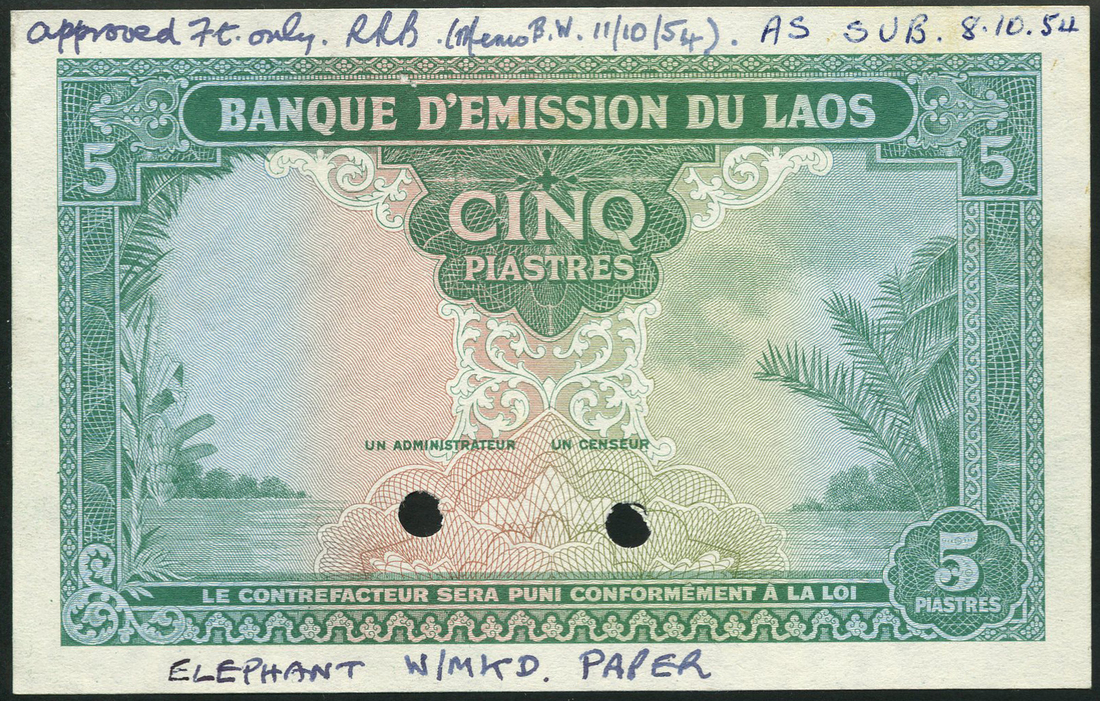 approved Ft. only. RRB. (Memo B.W. 11/10/54). AS SUB. 8.10.54
BANQUE D'EMISSION DU LAOS
5 5
CINQ
PIASTRES
UN ADMINISTRATEUR UN CENSEUR
5
PIASTRES
LE CONTREFACTEUR SERA PUNI CONFORMÉMENT À LA LOI
ELEPHANT W/MKD. PAPER